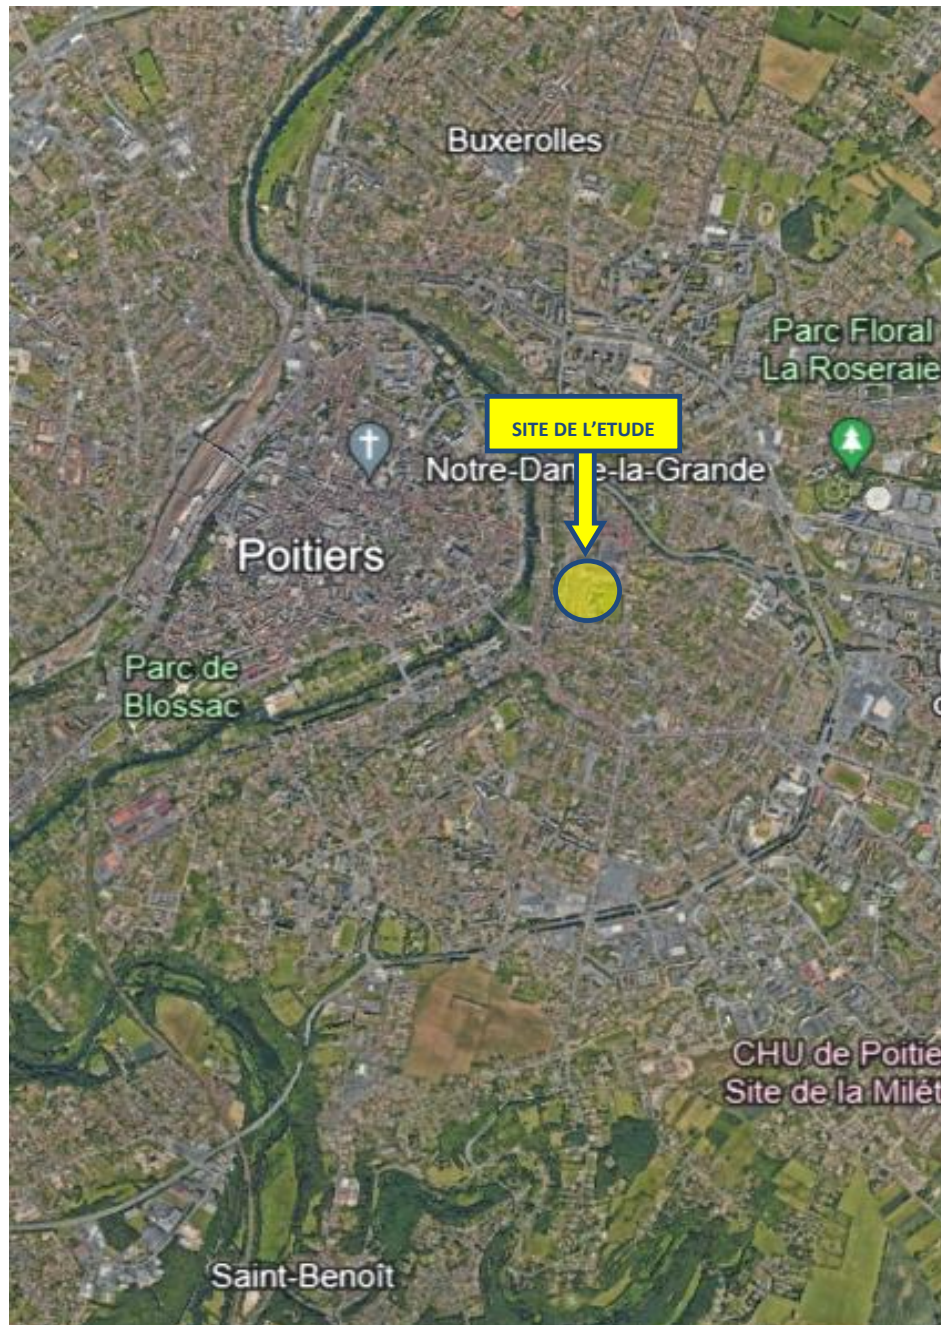 Buxerolles
Parc Floral
La Roseraie
SITE DE L'ETUDE
Notre-Dame-la-Grande
Poitiers
Parc de
Blossac
CHU de Poitie
Site de la Milét
Saint-Benoît